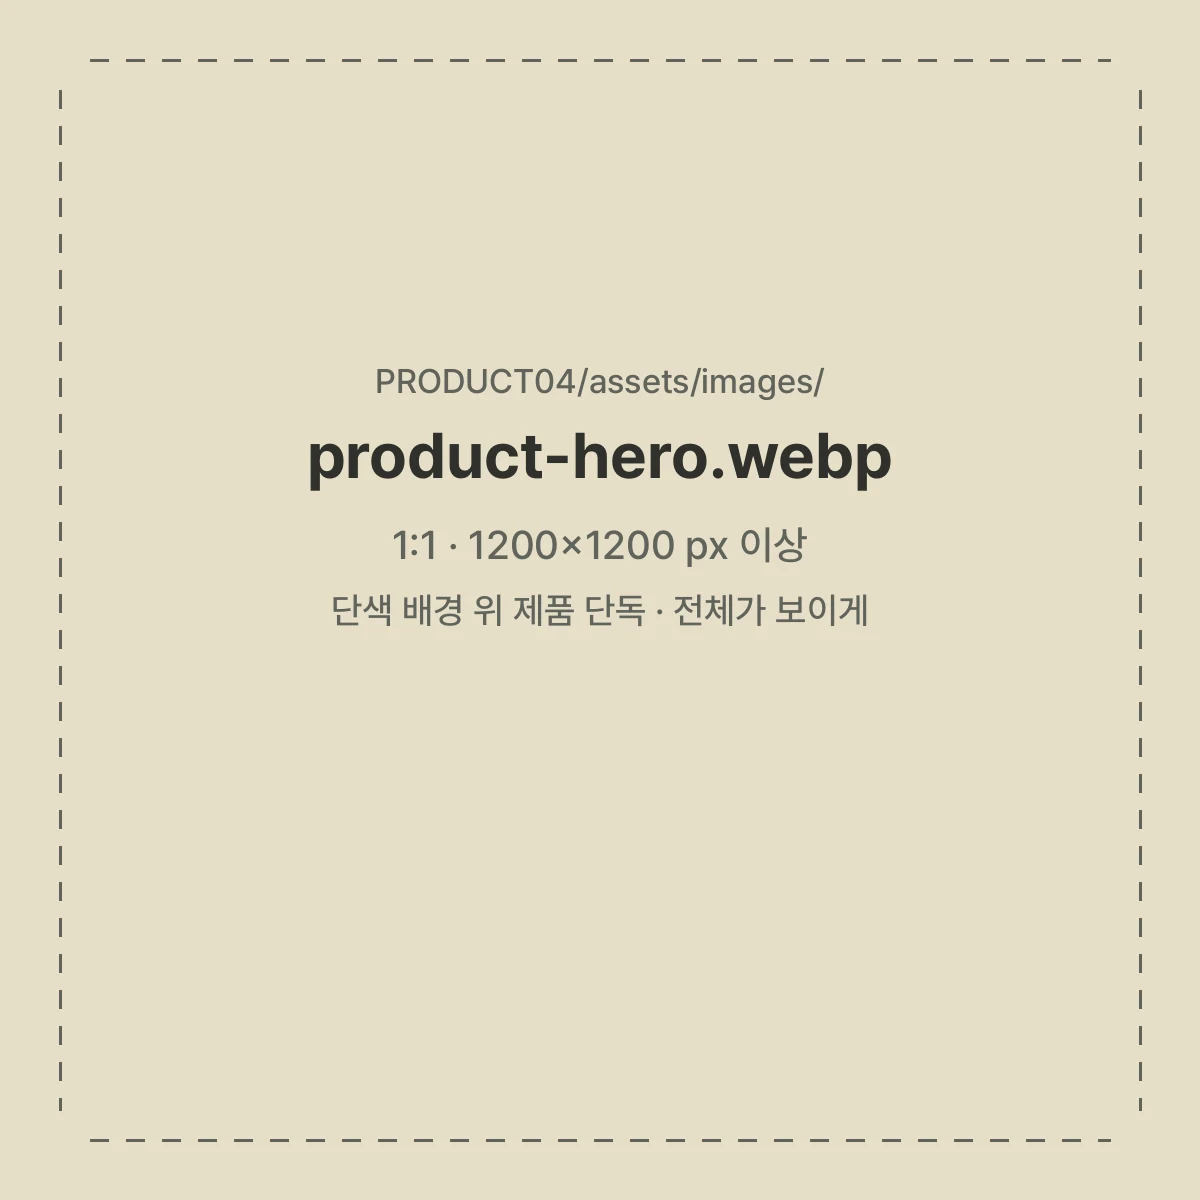 PRODUCT04/assets/images/
product-hero.webp
1:1 · 1200×1200 px 이상
단색 배경 위 제품 단독 · 전체가 보이게